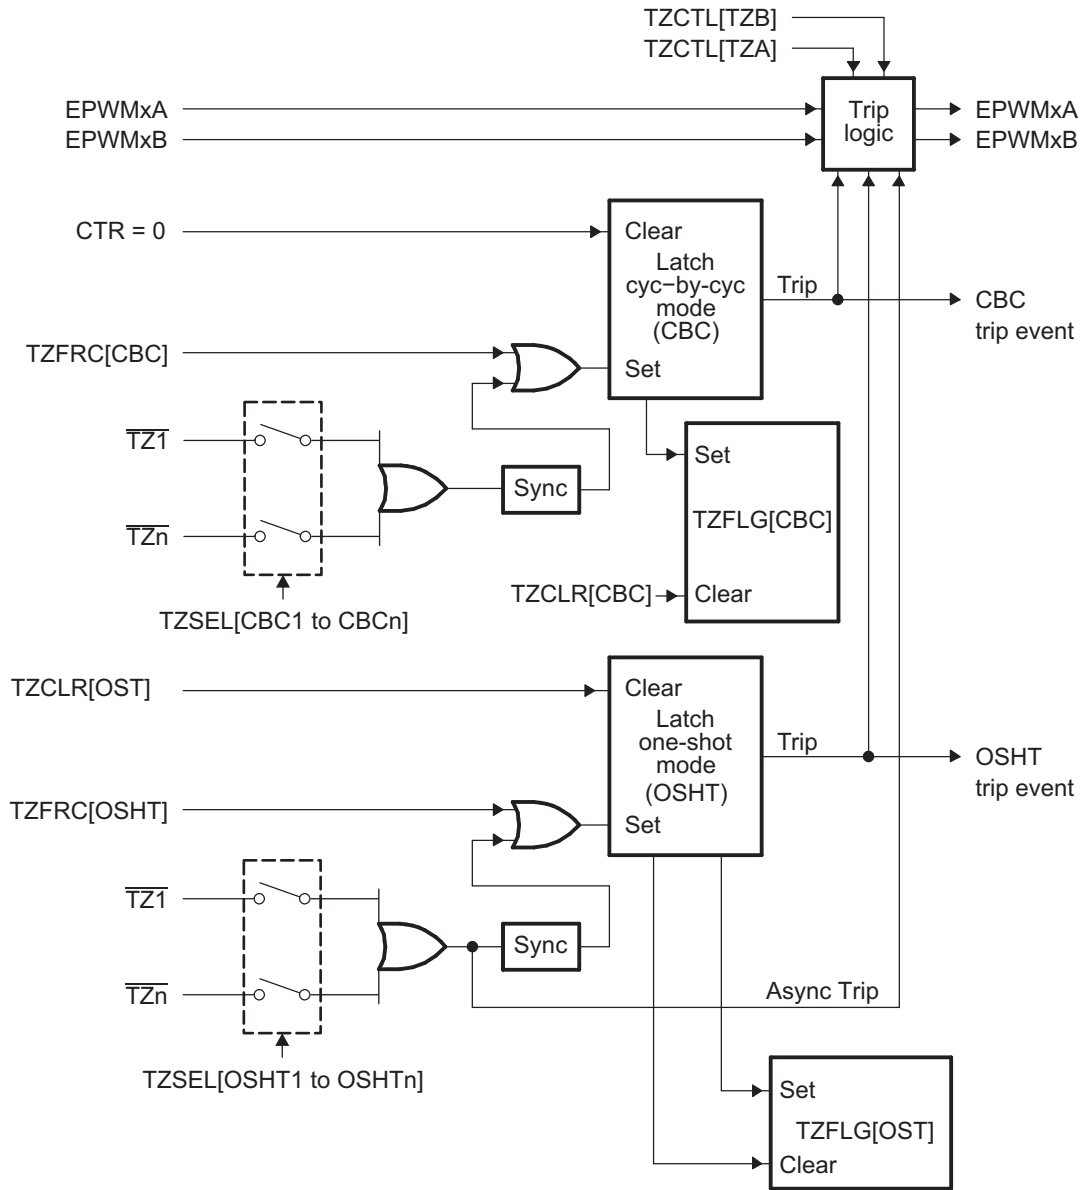 TZCTL[TZB]
TZCTL[TZA]
EPWMxA
EPWMxB
Trip
logic
EPWMxA
EPWMxB
CTR = 0
Clear
Latch
cyc−by-cyc
mode
(CBC)
Set
Trip
CBC
trip event
TZFRC[CBC]
TZ1
TZn
Sync
TZSEL[CBC1 to CBCn]
Set
TZFLG[CBC]
TZCLR[CBC]
Clear
TZCLR[OST]
Clear
Latch
one-shot
mode
(OSHT)
Set
Trip
OSHT
trip event
TZFRC[OSHT]
TZ1
TZn
Sync
Async Trip
TZSEL[OSHT1 to OSHTn]
Set
TZFLG[OST]
Clear